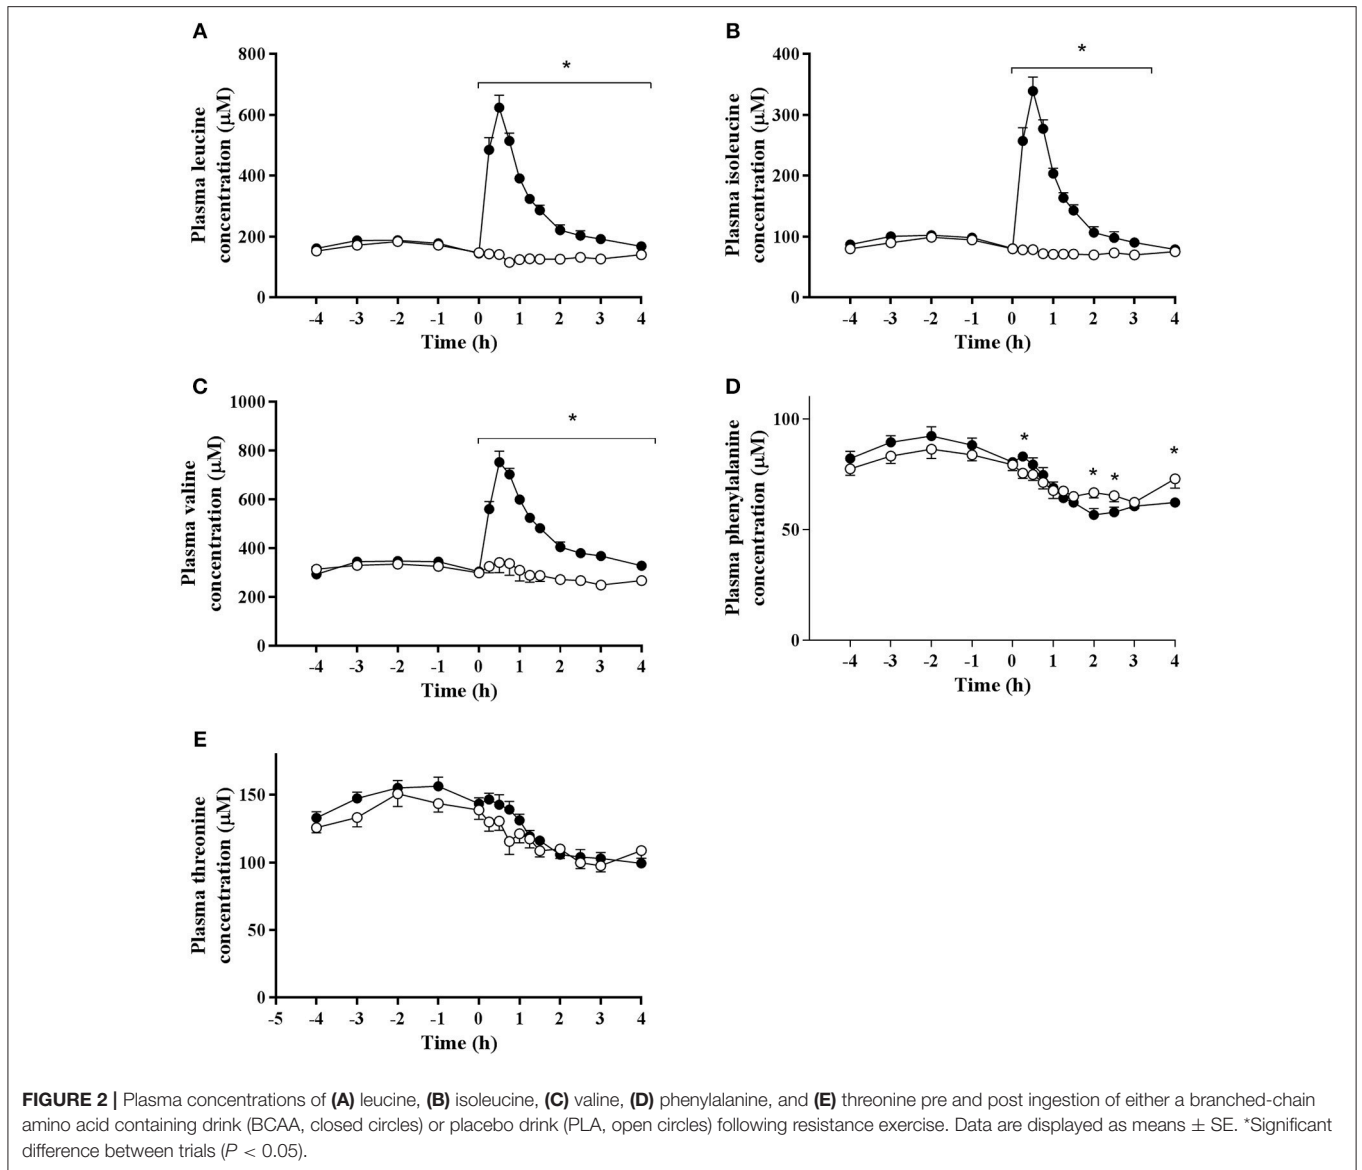 A
Plasma leucine
concentration (µM)
800
600
400
200
0
*
-4 -3 -2 -1 0 1 2 3 4
Time (h)
B
Plasma isoleucine
concentration (µM)
400
300
200
100
0
*
-4 -3 -2 -1 0 1 2 3 4
Time (h)
C
Plasma valine
concentration (µM)
1000
800
600
400
200
0
*
-4 -3 -2 -1 0 1 2 3 4
Time (h)
D
Plasma phenylalanine
concentration (µM)
100
50
0
* * * *
-4 -3 -2 -1 0 1 2 3 4
Time (h)
E
Plasma threonine
concentration (µM)
150
100
50
0
-5 -4 -3 -2 -1 0 1 2 3 4
Time (h)
FIGURE 2 | Plasma concentrations of (A) leucine, (B) isoleucine, (C) valine, (D) phenylalanine, and (E) threonine pre and post ingestion of either a branched-chain
amino acid containing drink (BCAA, closed circles) or placebo drink (PLA, open circles) following resistance exercise. Data are displayed as means ± SE. *Significant
difference between trials (P < 0.05).